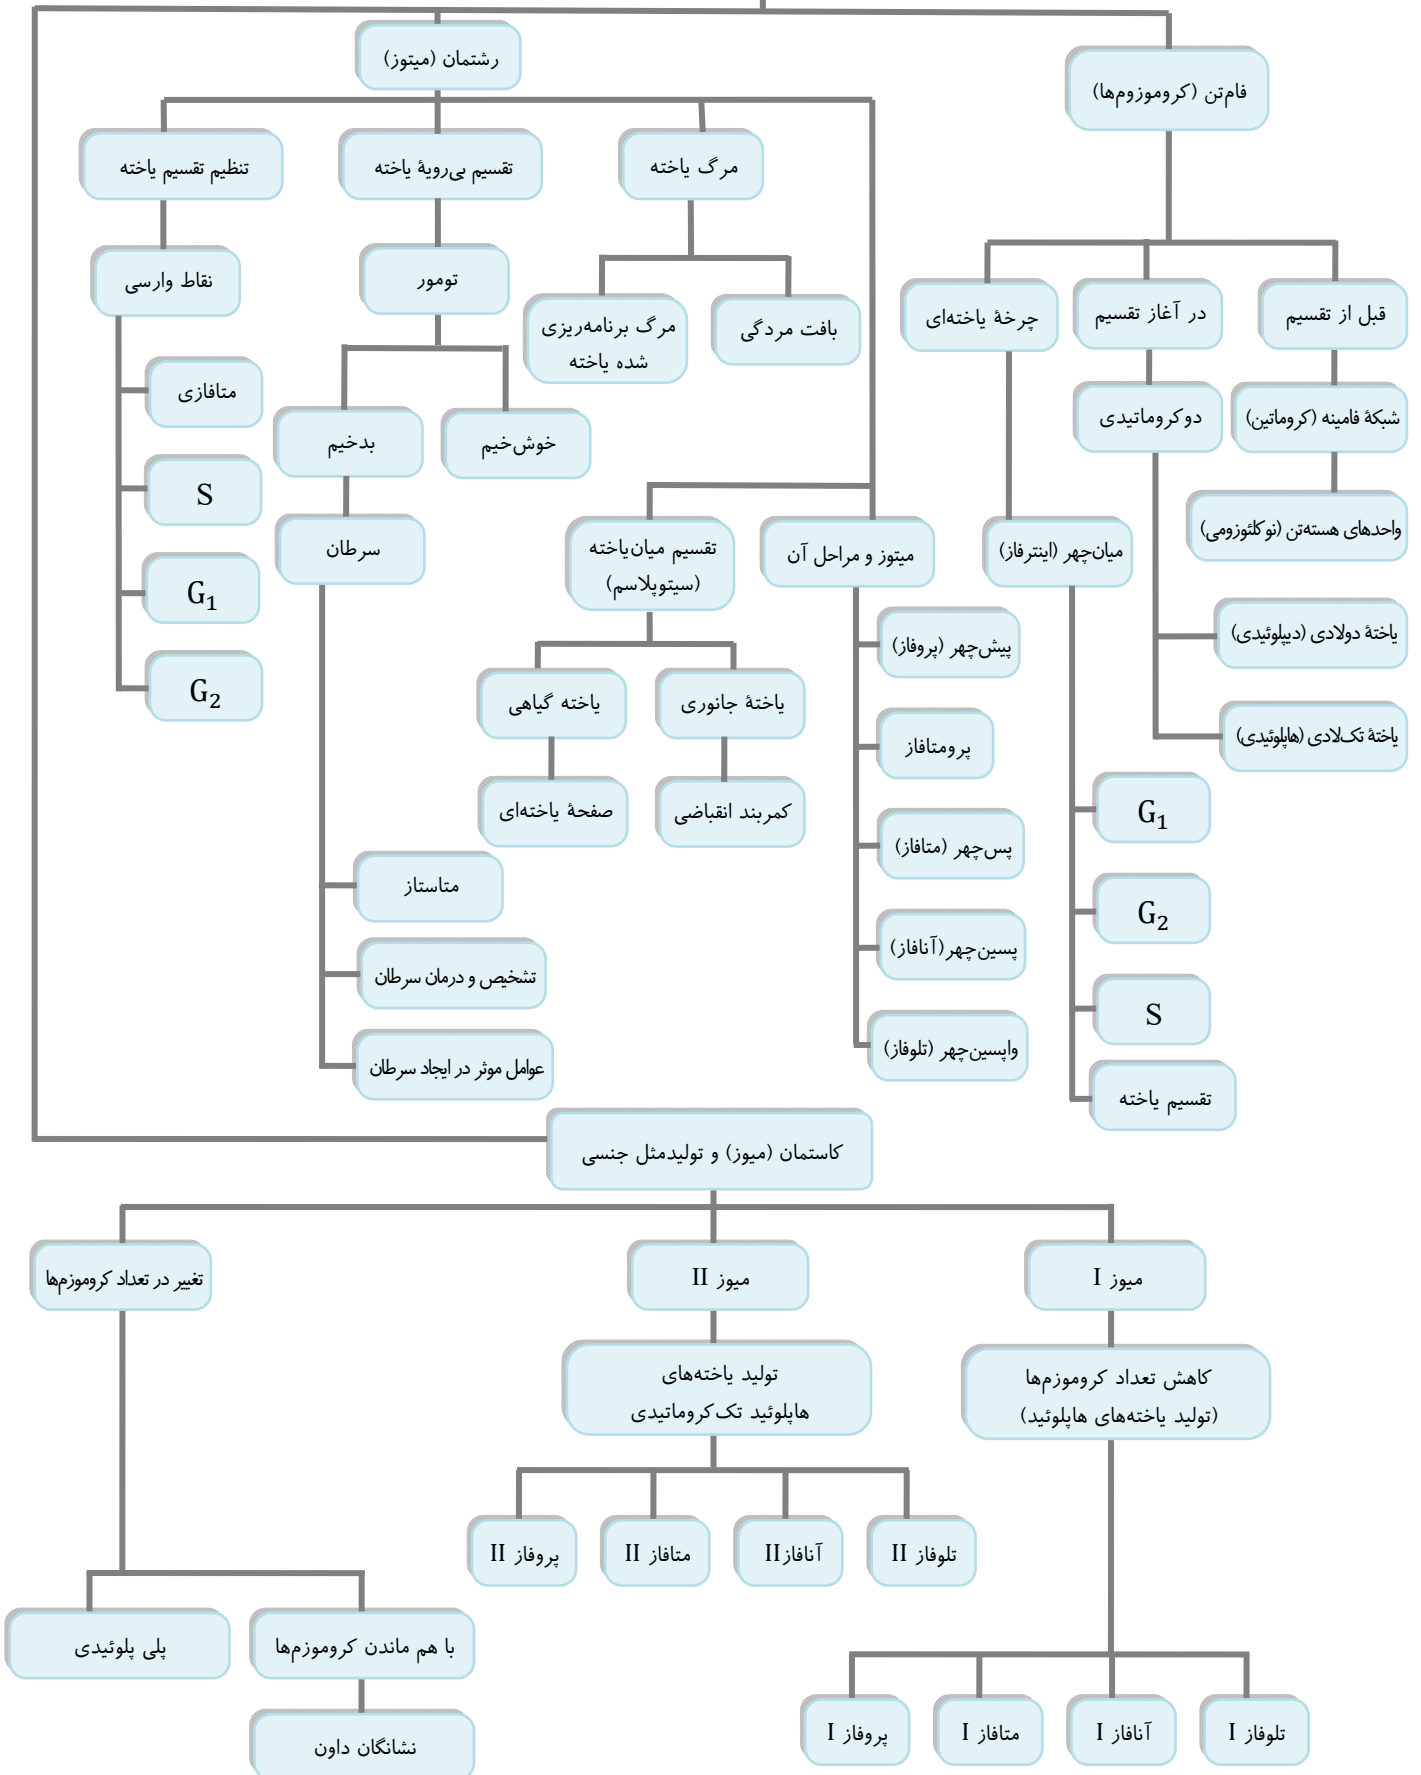 رشتمان (میتوز)
فام‌تن (کروموزوم‌ها)
تنظیم تقسیم یاخته
تقسیم بی‌رویهٔ یاخته
مرگ یاخته
نقاط وارسی
تومور
مرگ برنامه‌ریزی
شده یاخته
بافت مردگی
چرخهٔ یاخته‌ای
در آغاز تقسیم
قبل از تقسیم
متافازی
S
G₁
G₂
بدخیم
خوش‌خیم
سرطان
متاستاز
تشخیص و درمان سرطان
عوامل موثر در ایجاد سرطان
تقسیم میان‌یاخته
(سیتوپلاسم)
یاخته گیاهی
یاختهٔ جانوری
صفحهٔ یاخته‌ای
کمربند انقباضی
میتوز و مراحل آن
پیش‌چهر (پروفاز)
پرومتافاز
پس‌چهر (متافاز)
پسین‌چهر(آنافاز)
واپسین‌چهر (تلوفاز)
میان‌چهر (اینترفاز)
G₁
G₂
S
تقسیم یاخته
دوکروماتیدی
یاختهٔ دولادی (دیپلوئیدی)
یاختهٔ تک‌لادی (هاپلوئیدی)
شبکهٔ فامینه (کروماتین)
واحدهای هسته‌تن (نوکلئوزومی)
کاستمان (میوز) و تولیدمثل جنسی
میوز I
میوز II
تغییر در تعداد کروموزم‌ها
کاهش تعداد کروموزم‌ها
(تولید یاخته‌های هاپلوئید)
تولید یاخته‌های
هاپلوئید تک‌کروماتیدی
پروفاز II
متافاز II
آنافازII
تلوفاز II
پلی پلوئیدی
با هم ماندن کروموزم‌ها
نشانگان داون
پروفاز I
متافاز I
آنافاز I
تلوفاز I